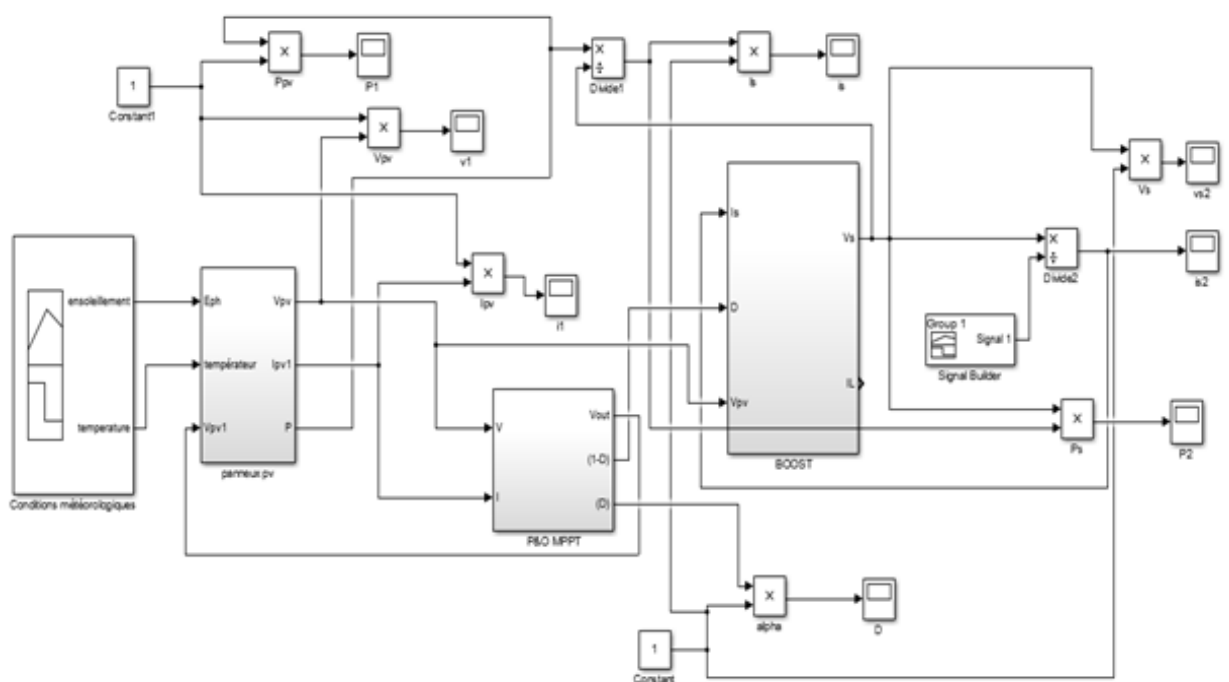 Ppv
P1
1
Constant1
Vpv
v1
Divide1
Is
is
Vs
vs2
ensoleillement
temperature
Conditions météorologiques
Eph
températeur
Vpv1
Vpv
Ipv1
P
panneux pv
Ipv
i1
V
I
Vout
(1-D)
(D)
P&O MPPT
Is
D
Vpv
Vs
IL
BOOST
Divide2
is2
Group 1
Signal 1
Signal Builder
Ps
P2
alpha
D
1
Constant